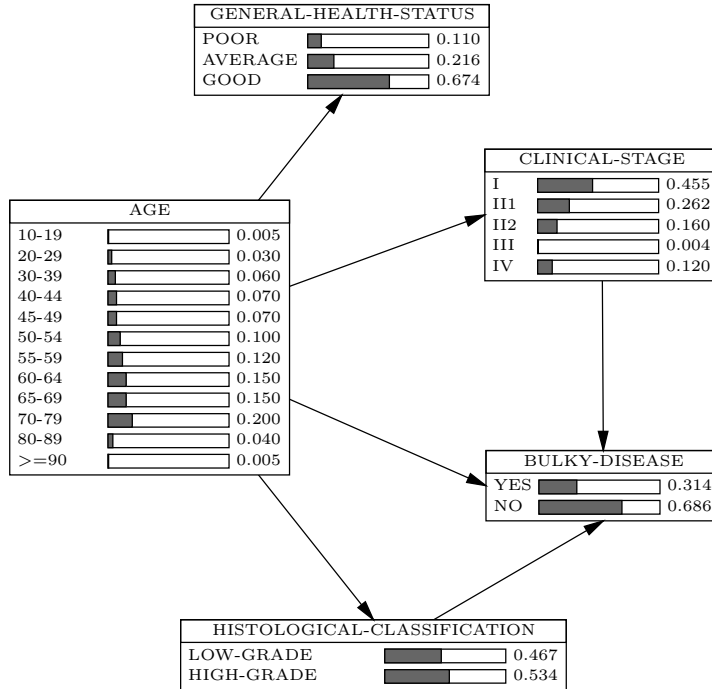 GENERAL-HEALTH-STATUS
POOR 0.110
AVERAGE 0.216
GOOD 0.674
CLINICAL-STAGE
I 0.455
II1 0.262
II2 0.160
III 0.004
IV 0.120
AGE
10-19 0.005
20-29 0.030
30-39 0.060
40-44 0.070
45-49 0.070
50-54 0.100
55-59 0.120
60-64 0.150
65-69 0.150
70-79 0.200
80-89 0.040
>=90 0.005
BULKY-DISEASE
YES 0.314
NO 0.686
HISTOLOGICAL-CLASSIFICATION
LOW-GRADE 0.467
HIGH-GRADE 0.534